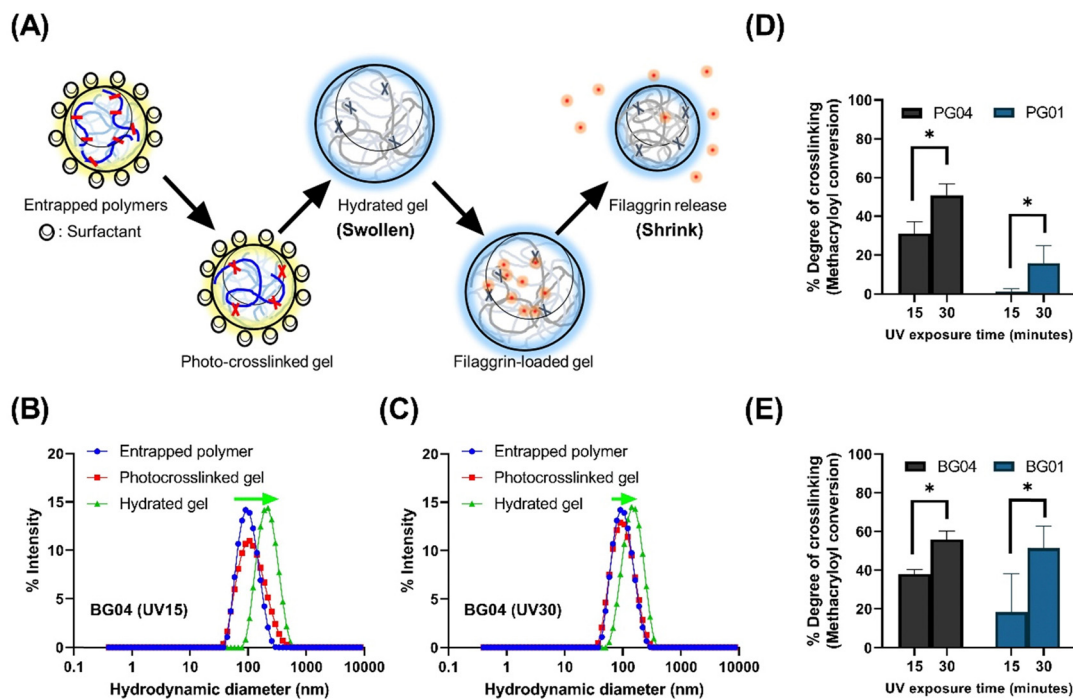 (A)
Entrapped polymers
: Surfactant
Photo-crosslinked gel
Hydrated gel
(Swollen)
Filaggrin-loaded gel
Filaggrin release
(Shrink)
(B)
Entrapped polymer
Photocrosslinked gel
Hydrated gel
% Intensity
20
15
10
5
0
BG04 (UV15)
0.1 1 10 100 1000 10000
Hydrodynamic diameter (nm)
(C)
Entrapped polymer
Photocrosslinked gel
Hydrated gel
% Intensity
20
15
10
5
0
BG04 (UV30)
0.1 1 10 100 1000 10000
Hydrodynamic diameter (nm)
(D)
PG04 PG01
% Degree of crosslinking
(Methacryloyl conversion)
100
80
60
40
20
0
* *
15 30 15 30
UV exposure time (minutes)
(E)
BG04 BG01
% Degree of crosslinking
(Methacryloyl conversion)
100
80
60
40
20
0
* *
15 30 15 30
UV exposure time (minutes)